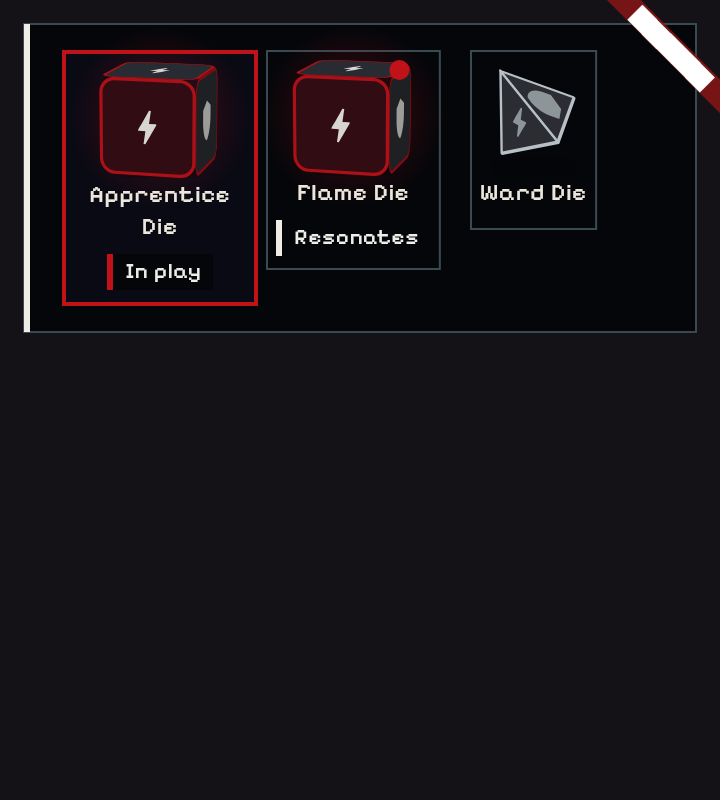 Apprentice
Die
In play
Flame Die
Resonates
Ward Die